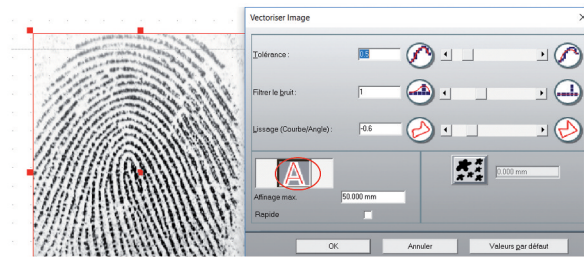 Vectoriser Image
Tolérance : 0.5
Filtrer le bruit : 1
Lissage (Courbe/Angle) : -0.6
A
Affinage max. 50.000 mm 0.000 mm
Rapide
OK Annuler Valeurs par défaut